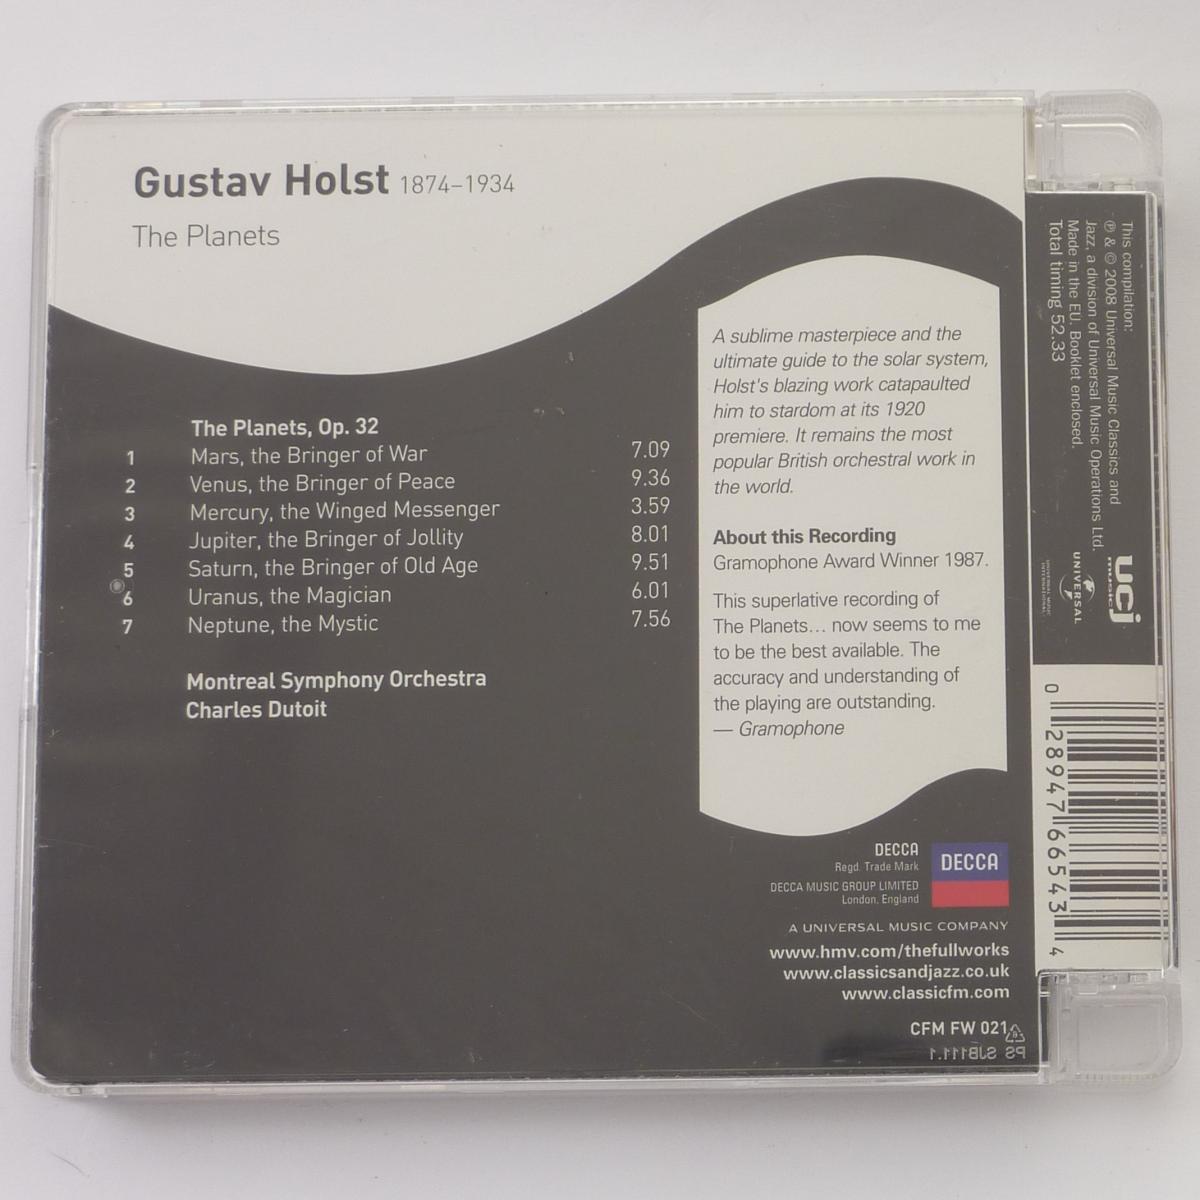 Gustav Holst 1874–1934
The Planets
The Planets, Op. 32
1 Mars, the Bringer of War 7.09
2 Venus, the Bringer of Peace 9.36
3 Mercury, the Winged Messenger 3.59
4 Jupiter, the Bringer of Jollity 8.01
5 Saturn, the Bringer of Old Age 9.51
6 Uranus, the Magician 6.01
7 Neptune, the Mystic 7.56
Montreal Symphony Orchestra
Charles Dutoit
A sublime masterpiece and the
ultimate guide to the solar system,
Holst's blazing work catapaulted
him to stardom at its 1920
premiere. It remains the most
popular British orchestral work in
the world.
About this Recording
Gramophone Award Winner 1987.
This superlative recording of
The Planets... now seems to me
to be the best available. The
accuracy and understanding of
the playing are outstanding.
— Gramophone
DECCA
Regd. Trade Mark
DECCA MUSIC GROUP LIMITED
London, England
DECCA
A UNIVERSAL MUSIC COMPANY
www.hmv.com/thefullworks
www.classicsandjazz.co.uk
www.classicfm.com
CFM FW 021
PS SJB111.1
This compilation:
℗ & © 2008 Universal Music Classics and
Jazz, a division of Universal Music Operations Ltd.
Made in the EU. Booklet enclosed.
Total timing 52.33
ucj
music
UNIVERSAL
UNIVERSAL MUSIC
INTERNATIONAL
0 28947 66543 4